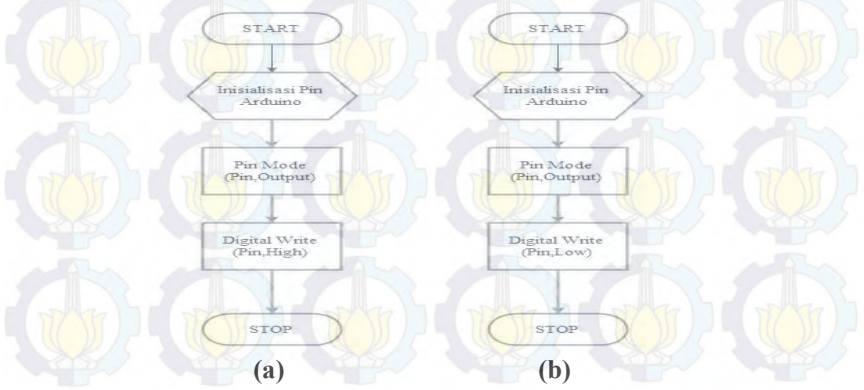 START
Inisialisasi Pin
Arduino
Pin Mode
(Pin,Output)
Digital Write
(Pin,High)
STOP
(a)
START
Inisialisasi Pin
Arduino
Pin Mode
(Pin,Output)
Digital Write
(Pin,Low)
STOP
(b)